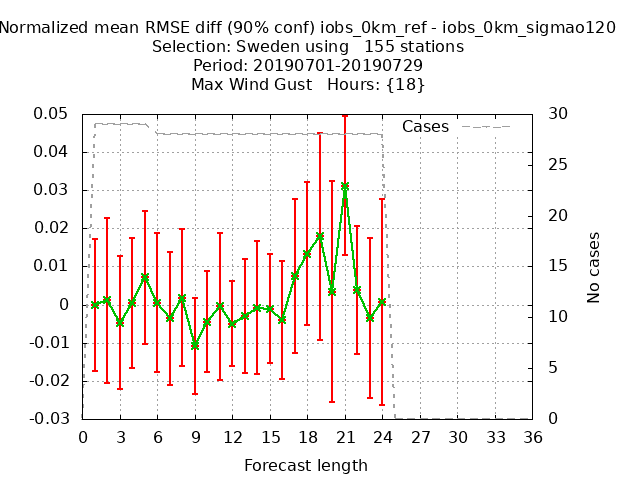 Normalized mean RMSE diff (90% conf) iobs_0km_ref - iobs_0km_sigmao120
Selection: Sweden using   155 stations
Period: 20190701-20190729
Max Wind Gust   Hours: {18}
Cases
0.05
0.04
0.03
0.02
0.01
0
-0.01
-0.02
-0.03
30
25
20
15
10
5
0
No cases
0 3 6 9 12 15 18 21 24 27 30 33 36
Forecast length